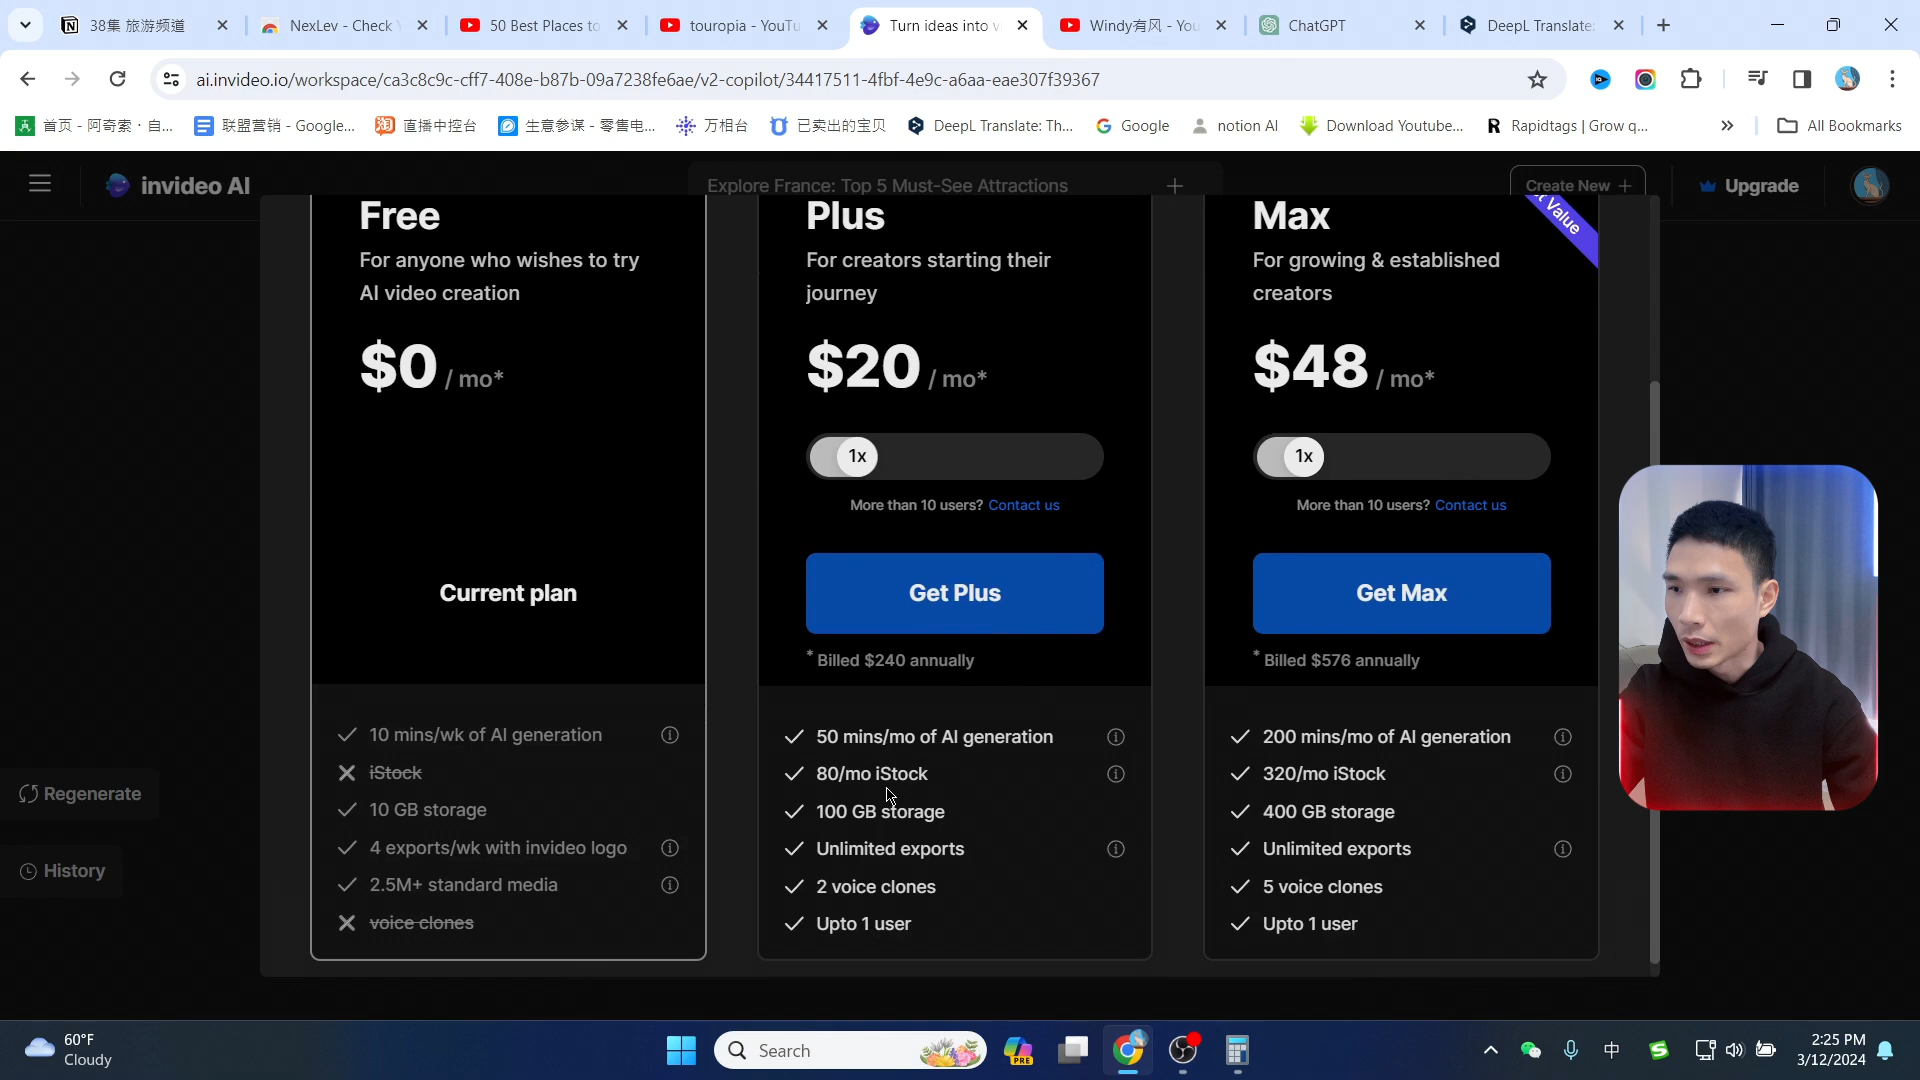 38集 旅游频道
NexLev - Check
50 Best Places to
touropia - YouTu
Turn ideas into v
Windy有风 - You
ChatGPT
DeepL Translate:
ai.invideo.io/workspace/ca3c8c9c-cff7-408e-b87b-09a7238fe6ae/v2-copilot/34417511-4fbf-4e9c-a6aa-eae307f39367
首页 - 阿奇索 · 自...
联盟营销 - Google...
直播中控台
生意参谋 - 零售电...
万相台
已卖出的宝贝
DeepL Translate: Th...
Google
notion AI
Download Youtube...
Rapidtags | Grow q...
All Bookmarks
invideo AI
Explore France: Top 5 Must-See Attractions
Create New
Upgrade
Free
For anyone who wishes to try
AI video creation
$0 / mo*
Current plan
10 mins/wk of AI generation
iStock
10 GB storage
4 exports/wk with invideo logo
2.5M+ standard media
voice clones
Plus
For creators starting their
journey
$20 / mo*
1x
More than 10 users? Contact us
Get Plus
* Billed $240 annually
50 mins/mo of AI generation
80/mo iStock
100 GB storage
Unlimited exports
2 voice clones
Upto 1 user
Value
Max
For growing & established
creators
$48 / mo*
1x
More than 10 users? Contact us
Get Max
* Billed $576 annually
200 mins/mo of AI generation
320/mo iStock
400 GB storage
Unlimited exports
5 voice clones
Upto 1 user
Regenerate
History
60°F
Cloudy
Search
PRE
中
2:25 PM
3/12/2024